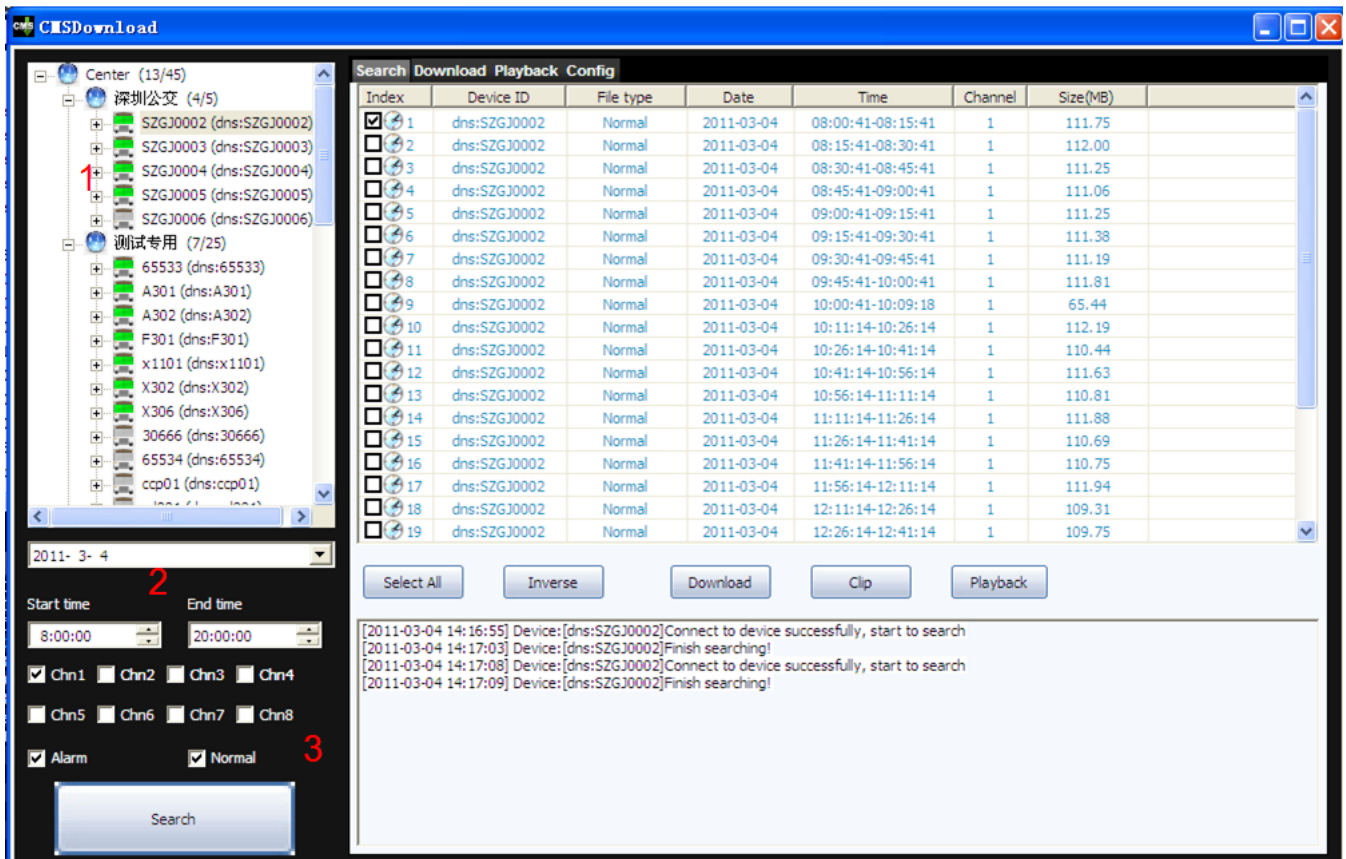 CMS CMSDownload
Center (13/45)
深圳公交 (4/5)
SZGJ0002 (dns:SZGJ0002)
SZGJ0003 (dns:SZGJ0003)
1
SZGJ0004 (dns:SZGJ0004)
SZGJ0005 (dns:SZGJ0005)
SZGJ0006 (dns:SZGJ0006)
测试专用 (7/25)
65533 (dns:65533)
A301 (dns:A301)
A302 (dns:A302)
F301 (dns:F301)
x1101 (dns:x1101)
X302 (dns:X302)
X306 (dns:X306)
30666 (dns:30666)
65534 (dns:65534)
ccp01 (dns:ccp01)
2011- 3- 4
2
Start time End time
8:00:00 20:00:00
Chn1 Chn2 Chn3 Chn4
Chn5 Chn6 Chn7 Chn8
Alarm Normal 3
Search
Search Download Playback Config
Index Device ID File type Date Time Channel Size(MB)
1 dns:SZGJ0002 Normal 2011-03-04 08:00:41-08:15:41 1 111.75
2 dns:SZGJ0002 Normal 2011-03-04 08:15:41-08:30:41 1 112.00
3 dns:SZGJ0002 Normal 2011-03-04 08:30:41-08:45:41 1 111.25
4 dns:SZGJ0002 Normal 2011-03-04 08:45:41-09:00:41 1 111.06
5 dns:SZGJ0002 Normal 2011-03-04 09:00:41-09:15:41 1 111.25
6 dns:SZGJ0002 Normal 2011-03-04 09:15:41-09:30:41 1 111.38
7 dns:SZGJ0002 Normal 2011-03-04 09:30:41-09:45:41 1 111.19
8 dns:SZGJ0002 Normal 2011-03-04 09:45:41-10:00:41 1 111.81
9 dns:SZGJ0002 Normal 2011-03-04 10:00:41-10:09:18 1 65.44
10 dns:SZGJ0002 Normal 2011-03-04 10:11:14-10:26:14 1 112.19
11 dns:SZGJ0002 Normal 2011-03-04 10:26:14-10:41:14 1 110.44
12 dns:SZGJ0002 Normal 2011-03-04 10:41:14-10:56:14 1 111.63
13 dns:SZGJ0002 Normal 2011-03-04 10:56:14-11:11:14 1 110.81
14 dns:SZGJ0002 Normal 2011-03-04 11:11:14-11:26:14 1 111.88
15 dns:SZGJ0002 Normal 2011-03-04 11:26:14-11:41:14 1 110.69
16 dns:SZGJ0002 Normal 2011-03-04 11:41:14-11:56:14 1 110.75
17 dns:SZGJ0002 Normal 2011-03-04 11:56:14-12:11:14 1 111.94
18 dns:SZGJ0002 Normal 2011-03-04 12:11:14-12:26:14 1 109.31
19 dns:SZGJ0002 Normal 2011-03-04 12:26:14-12:41:14 1 109.75
Select All Inverse Download Clip Playback
[2011-03-04 14:16:55] Device:[dns:SZGJ0002]Connect to device successfully, start to search
[2011-03-04 14:17:03] Device:[dns:SZGJ0002]Finish searching!
[2011-03-04 14:17:08] Device:[dns:SZGJ0002]Connect to device successfully, start to search
[2011-03-04 14:17:09] Device:[dns:SZGJ0002]Finish searching!